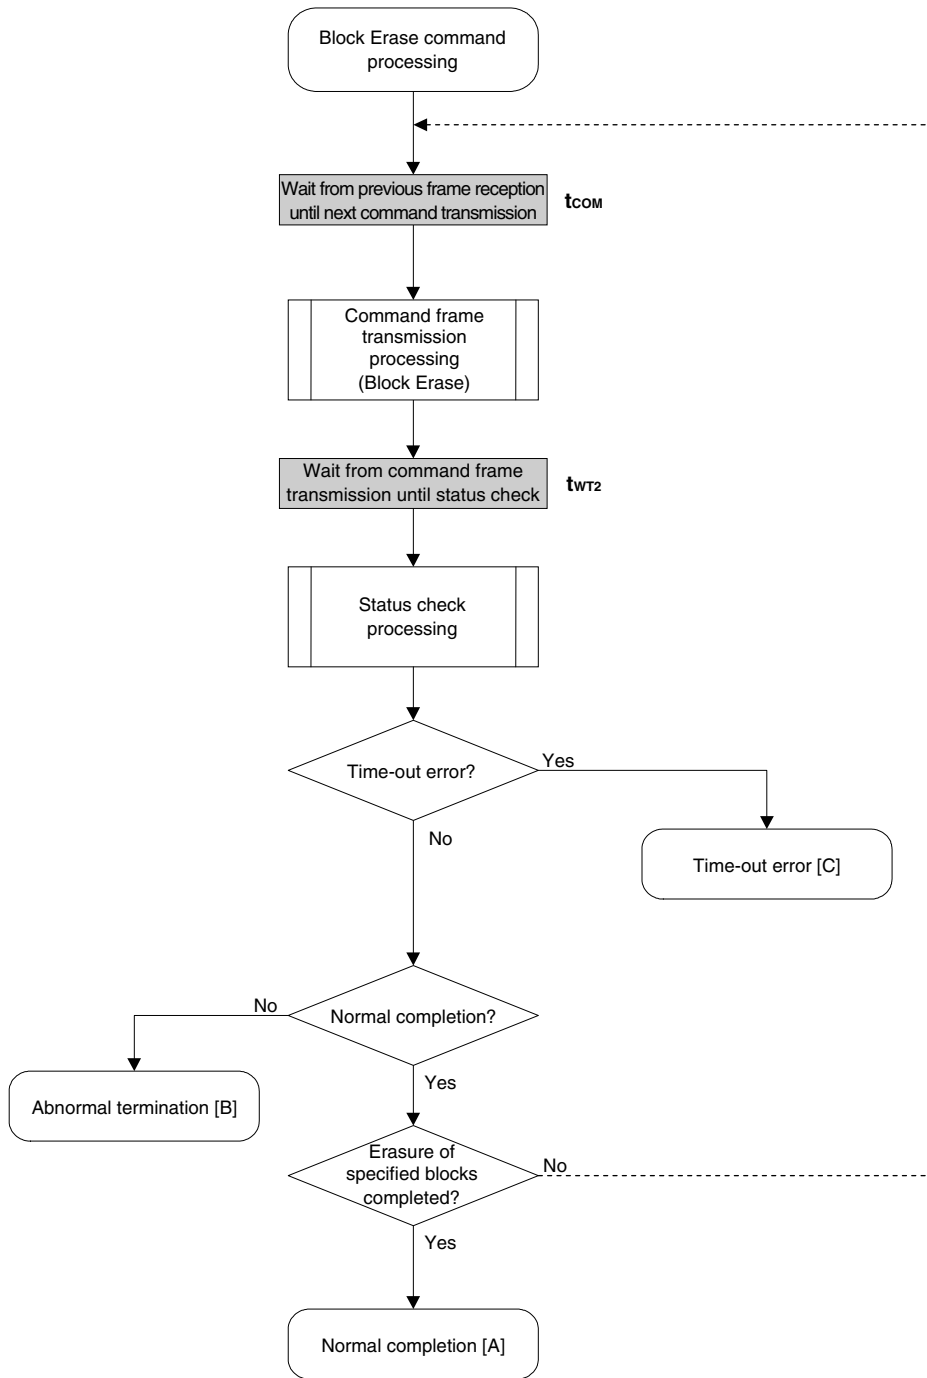 Block Erase command
processing
Wait from previous frame reception
until next command transmission
tCOM
Command frame
transmission
processing
(Block Erase)
Wait from command frame
transmission until status check
tWT2
Status check
processing
Time-out error?
Yes
No
Time-out error [C]
Normal completion?
No
Yes
Abnormal termination [B]
Erasure of
specified blocks
completed?
No
Yes
Normal completion [A]